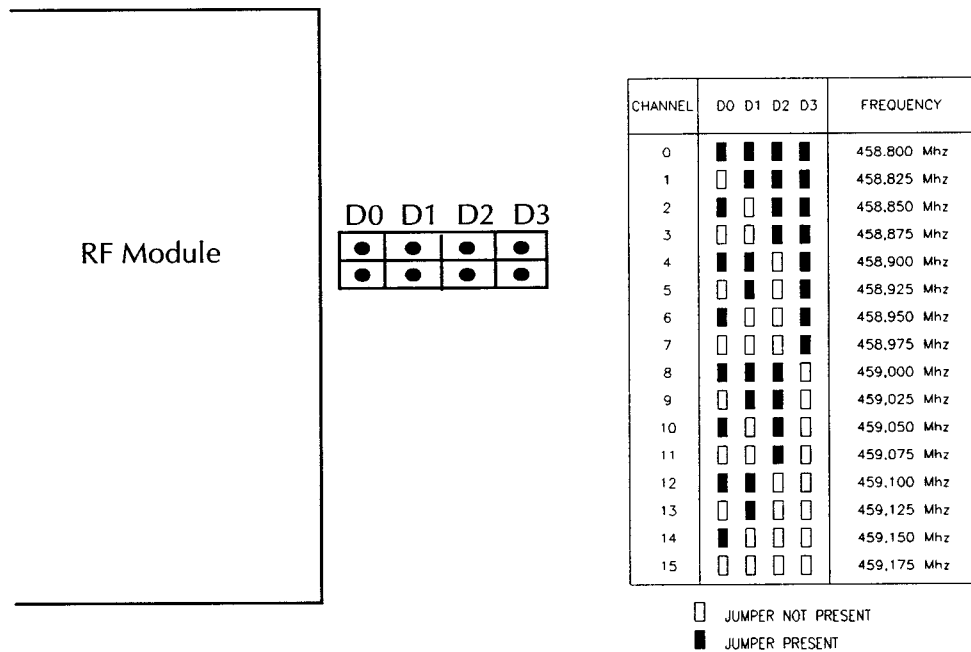 RF Module
D0 D1 D2 D3
CHANNEL D0 D1 D2 D3 FREQUENCY
0 458.800 Mhz
1 458.825 Mhz
2 458.850 Mhz
3 458.875 Mhz
4 458.900 Mhz
5 458.925 Mhz
6 458.950 Mhz
7 458.975 Mhz
8 459.000 Mhz
9 459.025 Mhz
10 459.050 Mhz
11 459.075 Mhz
12 459.100 Mhz
13 459.125 Mhz
14 459.150 Mhz
15 459.175 Mhz
JUMPER NOT PRESENT
JUMPER PRESENT